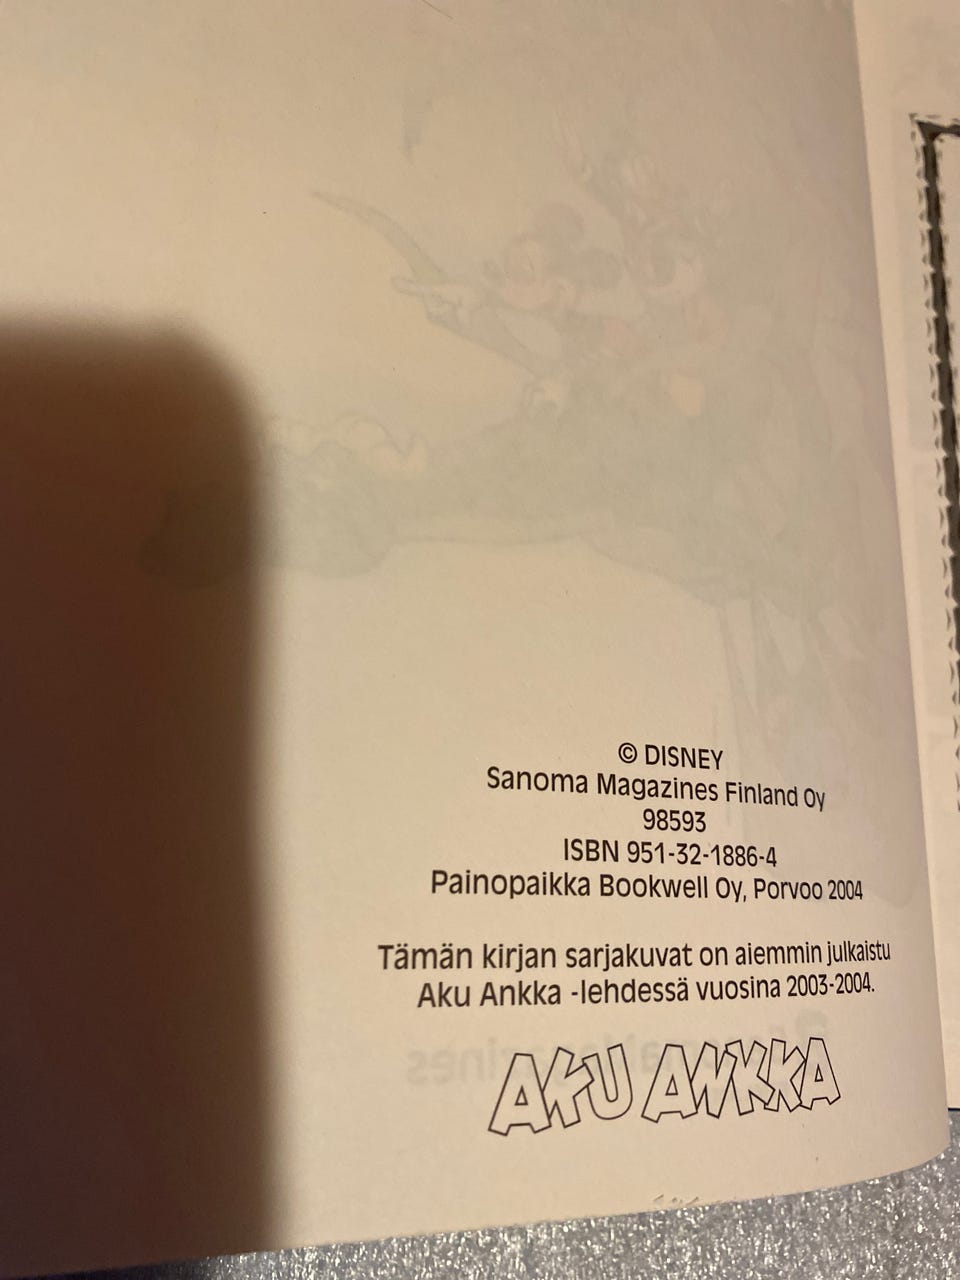 © DISNEY
Sanoma Magazines Finland Oy
98593
ISBN 951-32-1886-4
Painopaikka Bookwell Oy, Porvoo 2004
Tämän kirjan sarjakuvat on aiemmin julkaistu
Aku Ankka -lehdessä vuosina 2003-2004.
AKU ANKKA